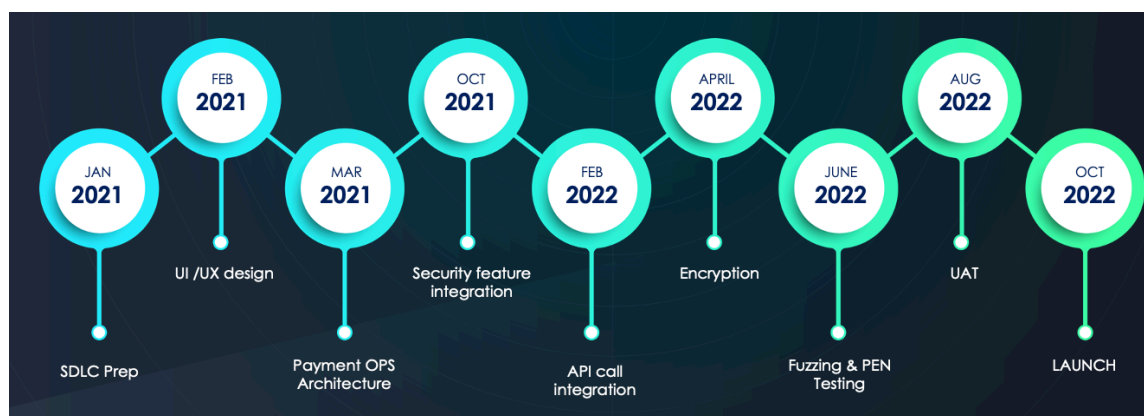 JAN
2021
SDLC Prep
FEB
2021
UI /UX design
MAR
2021
Payment OPS
Architecture
OCT
2021
Security feature
integration
FEB
2022
API call
integration
APRIL
2022
Encryption
JUNE
2022
Fuzzing & PEN
Testing
AUG
2022
UAT
OCT
2022
LAUNCH